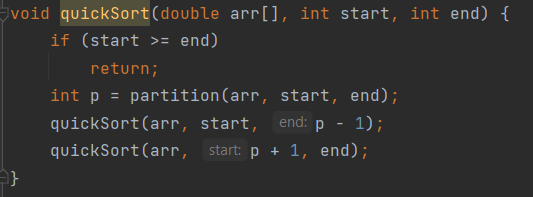 void quickSort(double arr[], int start, int end) {
    if (start >= end)
        return;
    int p = partition(arr, start, end);
    quickSort(arr, start, end: p - 1);
    quickSort(arr, start: p + 1, end);
}